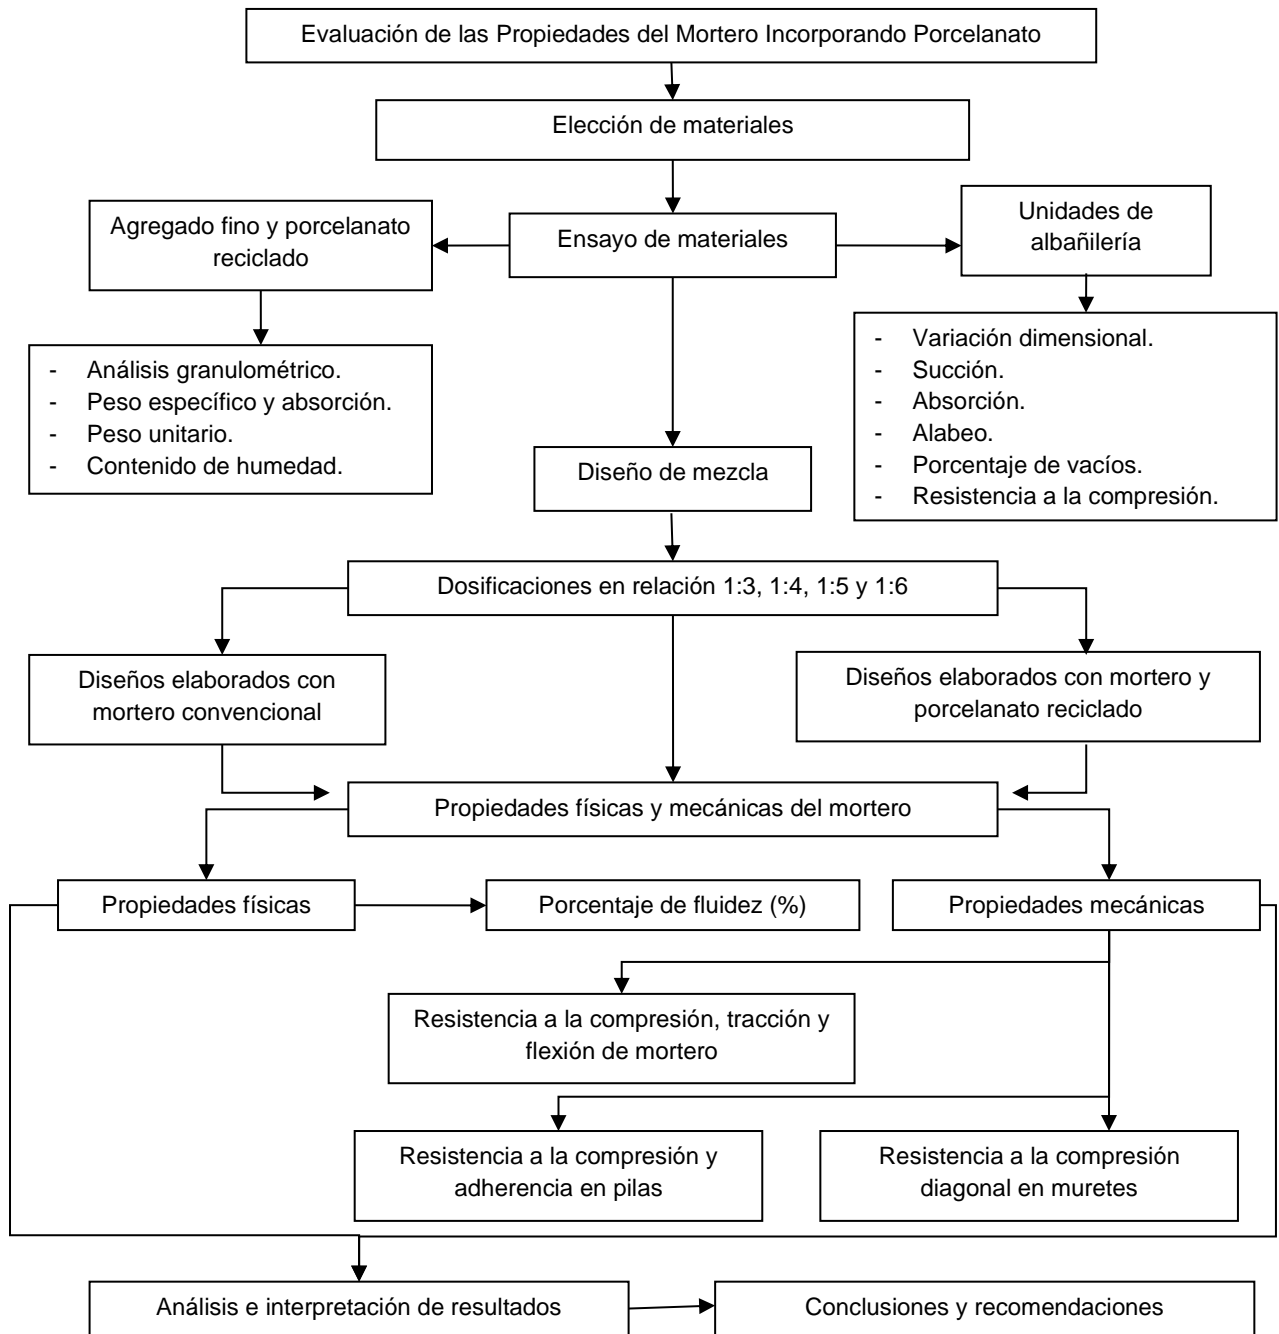 Evaluación de las Propiedades del Mortero Incorporando Porcelanato
Elección de materiales
Agregado fino y porcelanato
reciclado
Ensayo de materiales
Unidades de
albañilería
- Análisis granulométrico.
- Peso específico y absorción.
- Peso unitario.
- Contenido de humedad.
- Variación dimensional.
- Succión.
- Absorción.
- Alabeo.
- Porcentaje de vacíos.
- Resistencia a la compresión.
Diseño de mezcla
Dosificaciones en relación 1:3, 1:4, 1:5 y 1:6
Diseños elaborados con
mortero convencional
Diseños elaborados con mortero y
porcelanato reciclado
Propiedades físicas y mecánicas del mortero
Propiedades físicas
Porcentaje de fluidez (%)
Propiedades mecánicas
Resistencia a la compresión, tracción y
flexión de mortero
Resistencia a la compresión y
adherencia en pilas
Resistencia a la compresión
diagonal en muretes
Análisis e interpretación de resultados
Conclusiones y recomendaciones